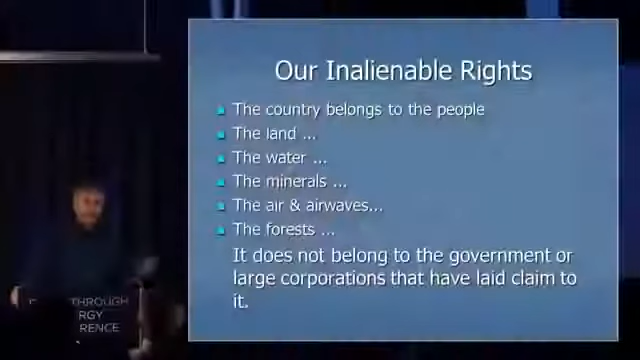 Our Inalienable Rights
The country belongs to the people
The land ...
The water ...
The minerals ...
The air & airwaves...
The forests ...
It does not belong to the government or
large corporations that have laid claim to
it.
THROUGH
RGY
RENCE